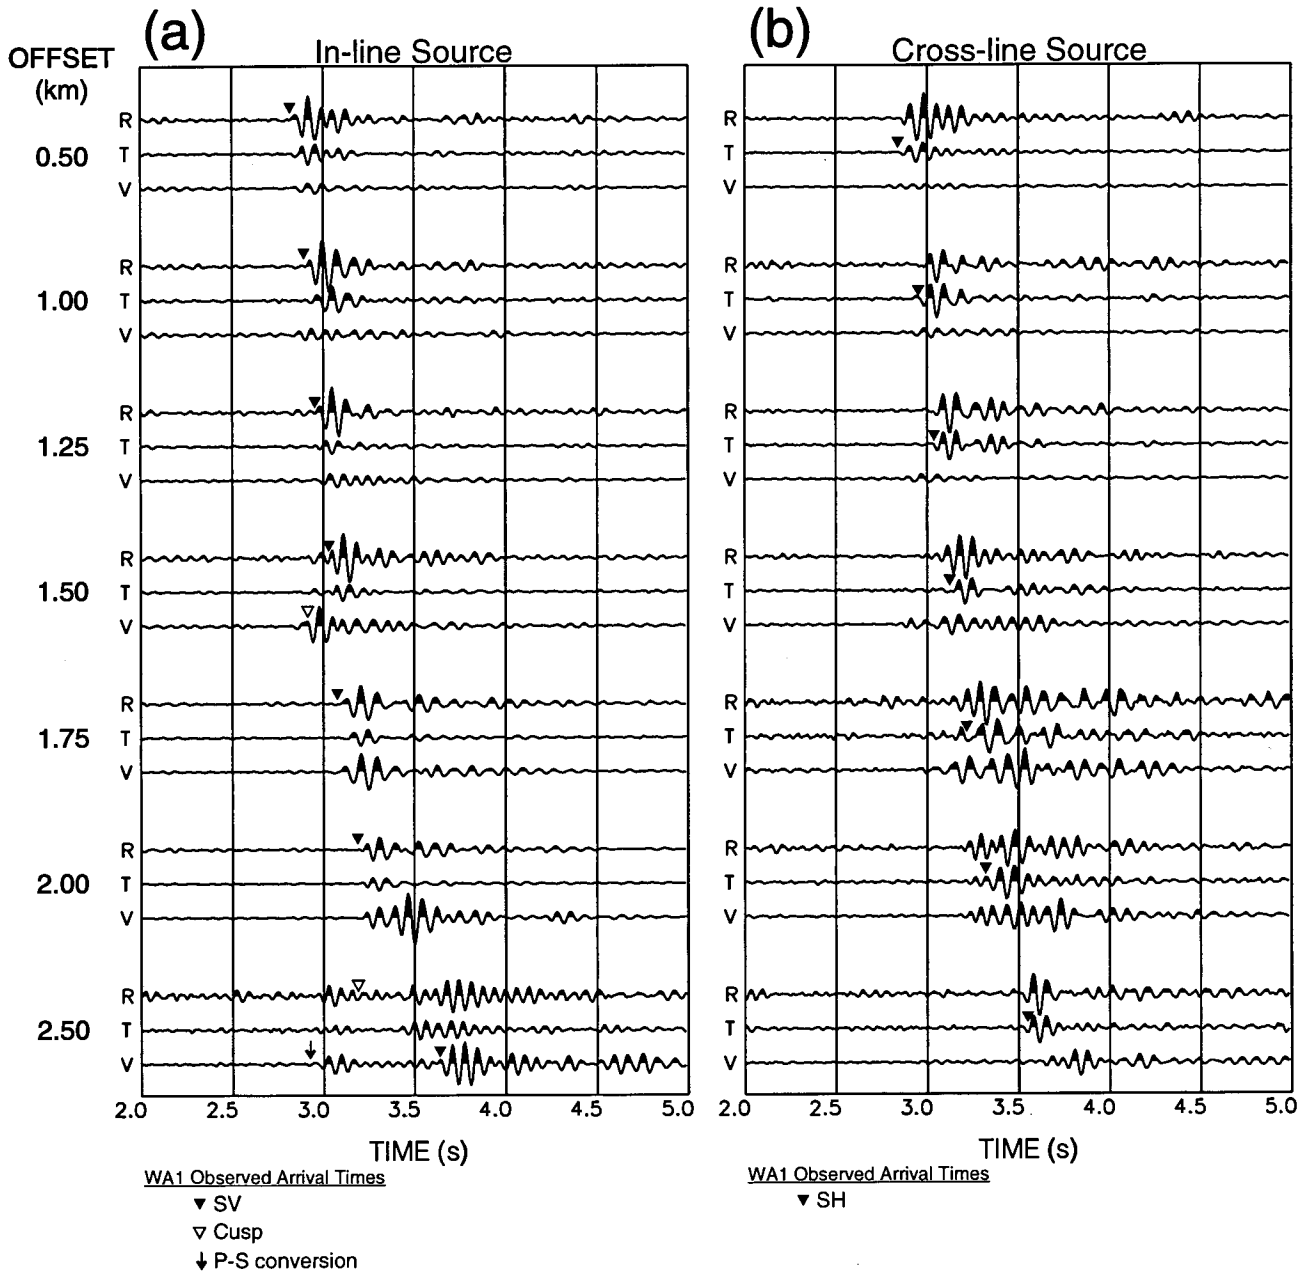 (a)
In-line Source
(b)
Cross-line Source
OFFSET
(km)
R
0.50 T
V
R
1.00 T
V
R
1.25 T
V
R
1.50 T
V
R
1.75 T
V
R
2.00 T
V
R
2.50 T
V
R
T
V
R
T
V
R
T
V
R
T
V
R
T
V
R
T
V
R
T
V
2.0 2.5 3.0 3.5 4.0 4.5 5.0
TIME (s)
2.0 2.5 3.0 3.5 4.0 4.5 5.0
TIME (s)
WA1 Observed Arrival Times
▼ SV
▽ Cusp
↓ P-S conversion
WA1 Observed Arrival Times
▼ SH